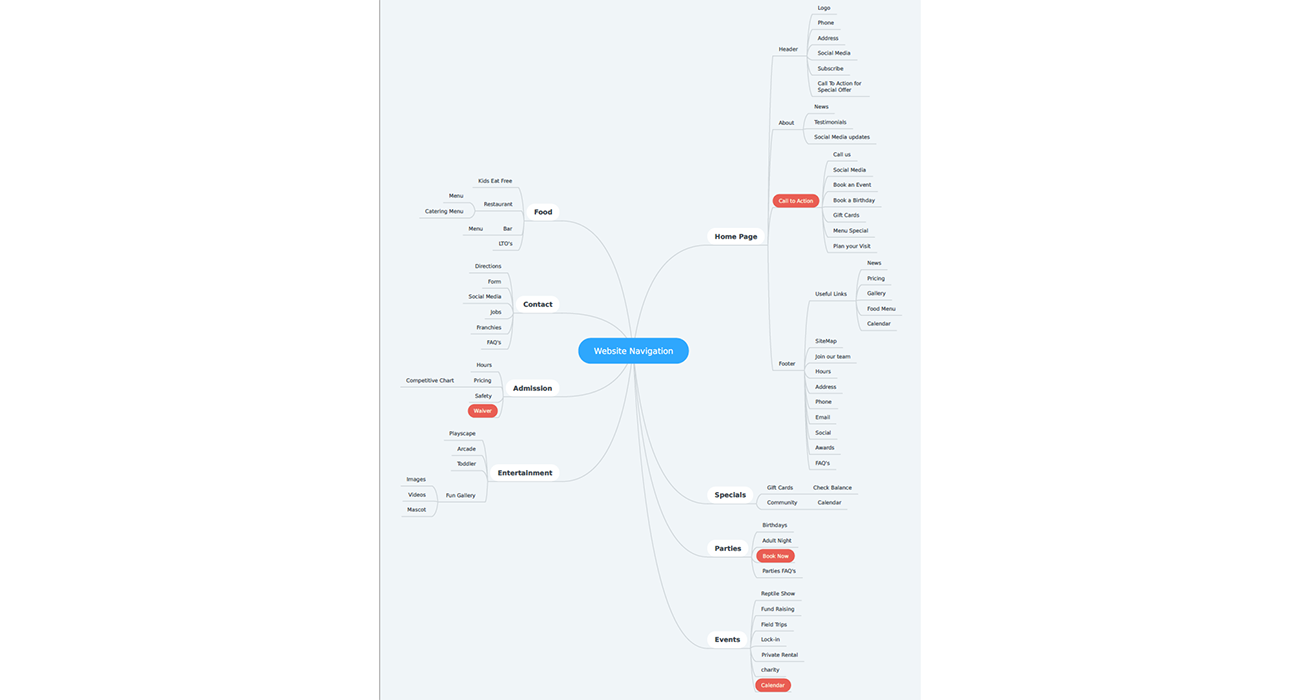 Website Navigation
Home Page
Header
Logo
Phone
Address
Social Media
Subscribe
Call To Action for
Special Offer
About
News
Testimonials
Social Media updates
Call to Action
Call us
Social Media
Book an Event
Book a Birthday
Gift Cards
Menu Special
Plan your Visit
Footer
Useful Links
News
Pricing
Gallery
Food Menu
Calendar
SiteMap
Join our team
Hours
Address
Phone
Email
Social
Awards
FAQ's
Specials
Gift Cards
Check Balance
Community
Calendar
Parties
Birthdays
Adult Night
Book Now
Parties FAQ's
Events
Reptile Show
Fund Raising
Field Trips
Lock-in
Private Rental
charity
Calender
Food
Kids Eat Free
Restaurant
Menu
Catering Menu
Bar
Menu
LTO's
Contact
Directions
Form
Social Media
Jobs
Franchies
FAQ's
Admission
Hours
Pricing
Competitive Chart
Safety
Waiver
Entertainment
Playscape
Arcade
Toddler
Fun Gallery
Images
Videos
Mascot